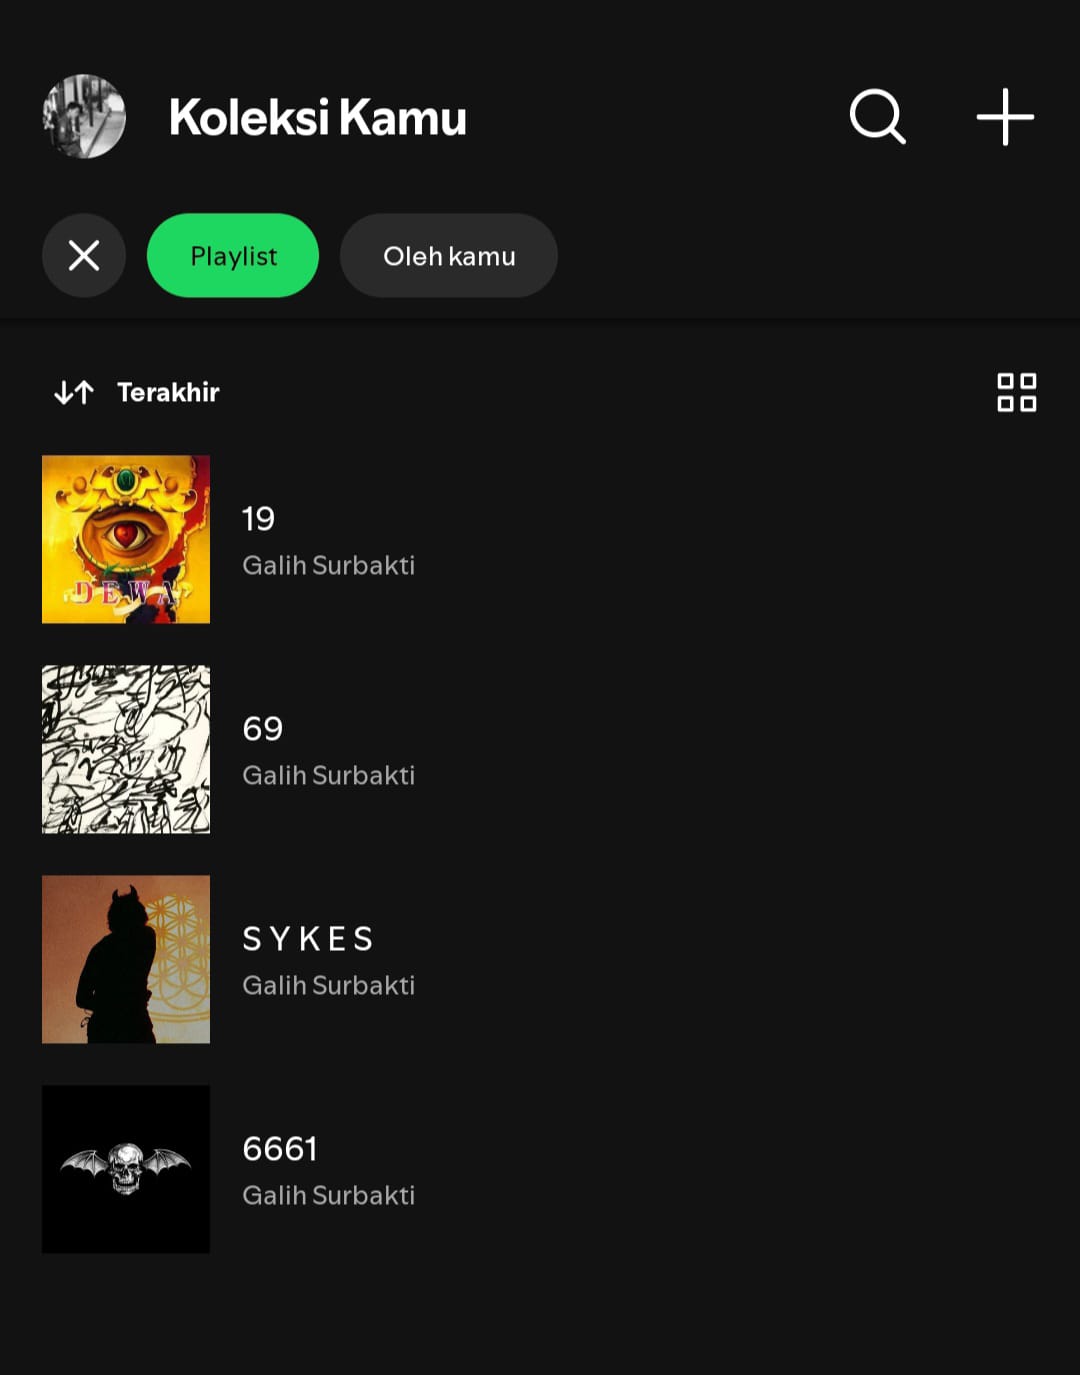 Koleksi Kamu
Playlist
Oleh kamu
Terakhir
DEWA
19
Galih Surbakti
69
Galih Surbakti
S Y K E S
Galih Surbakti
6661
Galih Surbakti